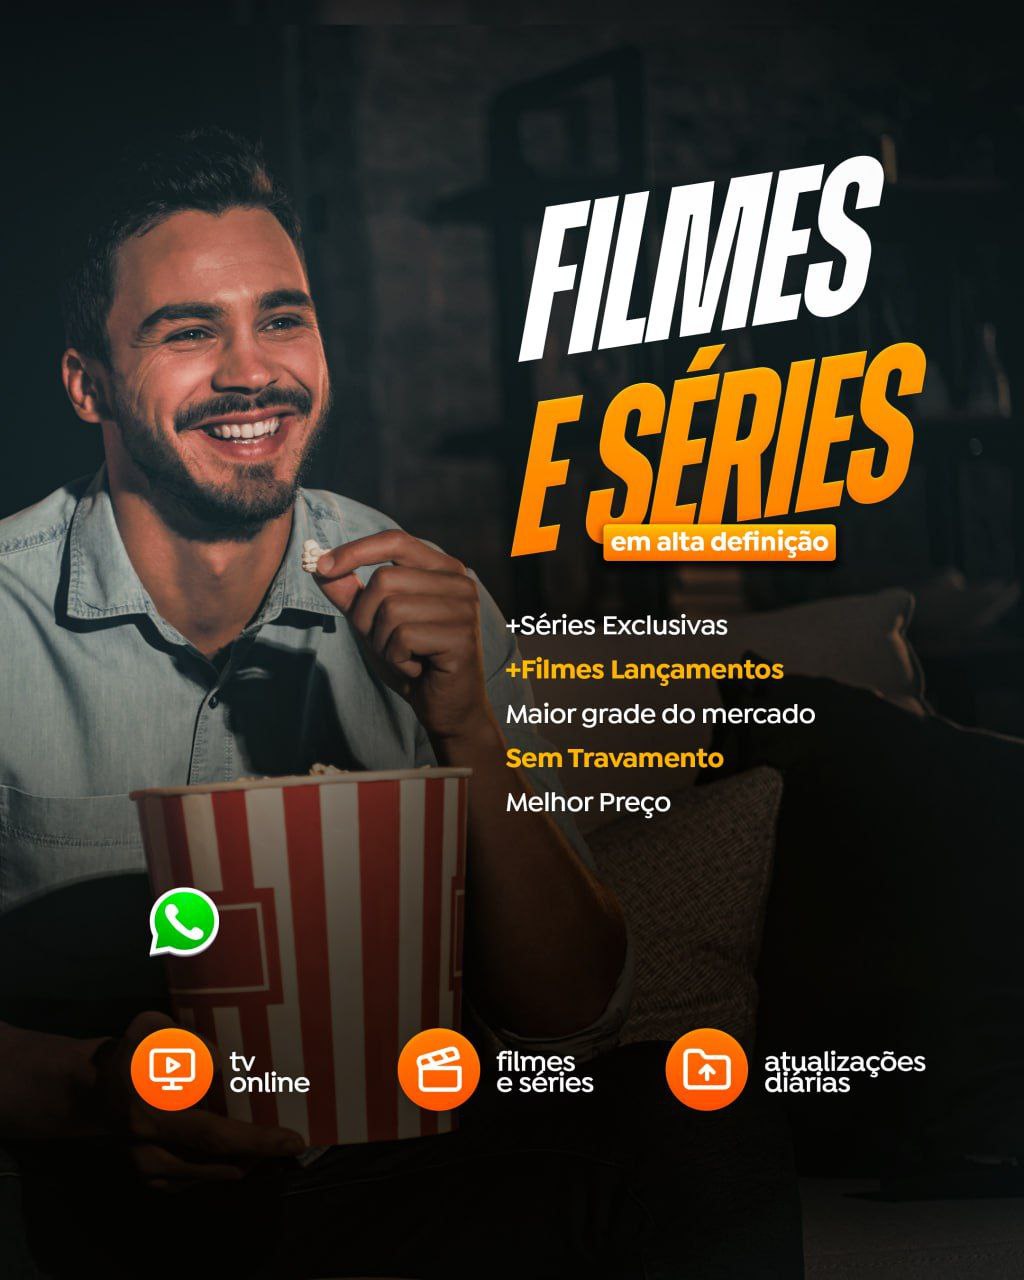 FILMES
E SÉRIES
em alta definição
+Séries Exclusivas
+Filmes Lançamentos
Maior grade do mercado
Sem Travamento
Melhor Preço
tv
online
filmes
e séries
atualizações
diárias